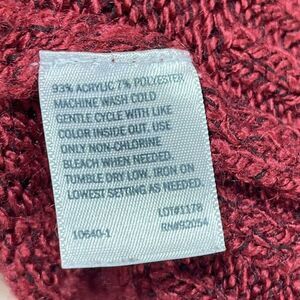 93% ACRYLIC 7% POLYESTER
MACHINE WASH COLD
GENTLE CYCLE WITH LIKE
COLOR INSIDE OUT. USE
ONLY NON-CHLORINE
BLEACH WHEN NEEDED.
TUMBLE DRY LOW. IRON ON
LOWEST SETTING AS NEEDED.
LOT#1178
10640-1 RN#92054